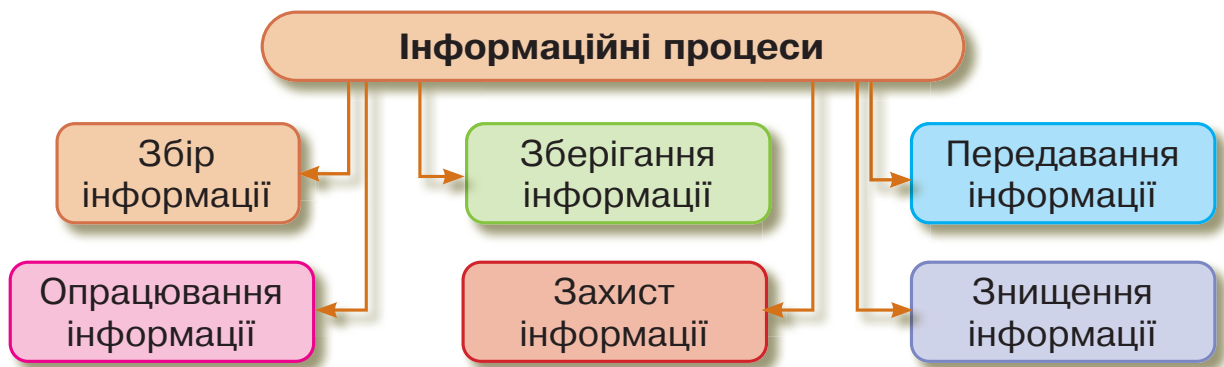 Інформаційні процеси
Збір
інформації
Зберігання
інформації
Передавання
інформації
Опрацювання
інформації
Захист
інформації
Знищення
інформації